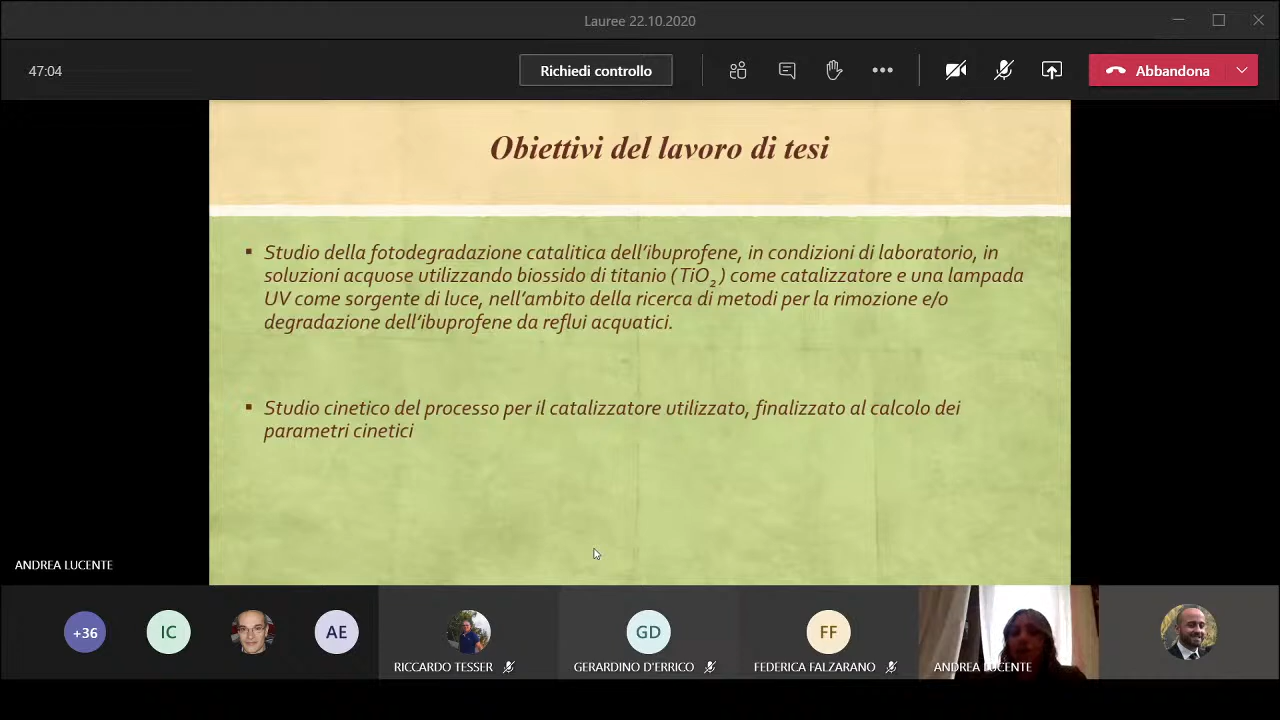 Lauree 22.10.2020
47:04
Richiedi controllo
Abbandona
Obiettivi del lavoro di tesi
▪ Studio della fotodegradazione catalitica dell'ibuprofene, in condizioni di laboratorio, in
soluzioni acquose utilizzando biossido di titanio (TiO₂) come catalizzatore e una lampada
UV come sorgente di luce, nell'ambito della ricerca di metodi per la rimozione e/o
degradazione dell'ibuprofene da reflui acquatici.
▪ Studio cinetico del processo per il catalizzatore utilizzato, finalizzato al calcolo dei
parametri cinetici
ANDREA LUCENTE
+36
IC
AE
GD
FF
RICCARDO TESSER
GERARDINO D'ERRICO
FEDERICA FALZARANO
ANDREA LUCENTE